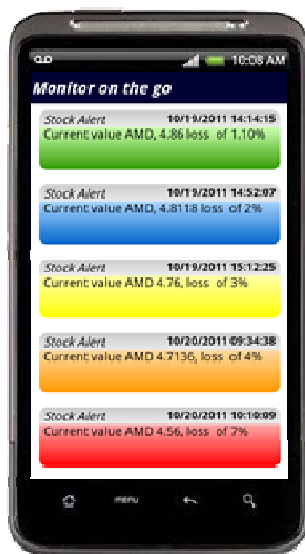 10:08 AM
Monitor on the go
Stock Alert 10/19/2011 14:14:15
Current value AMD, 4.86 loss of 1.10%
Stock Alert 10/19/2011 14:52:07
Current value AMD, 4.811:8 loss of 2%
Stock Alert 10/19/2011 15:12:25
Current value AMD 4.76, loss of 3%
Stock Alert 10/20/2011 09:34:38
Current value AMD 4.7136, loss of 4%
Stock Alert 10/20/2011 10:10:09
Current value AMD 4.56, loss of 7%
menu